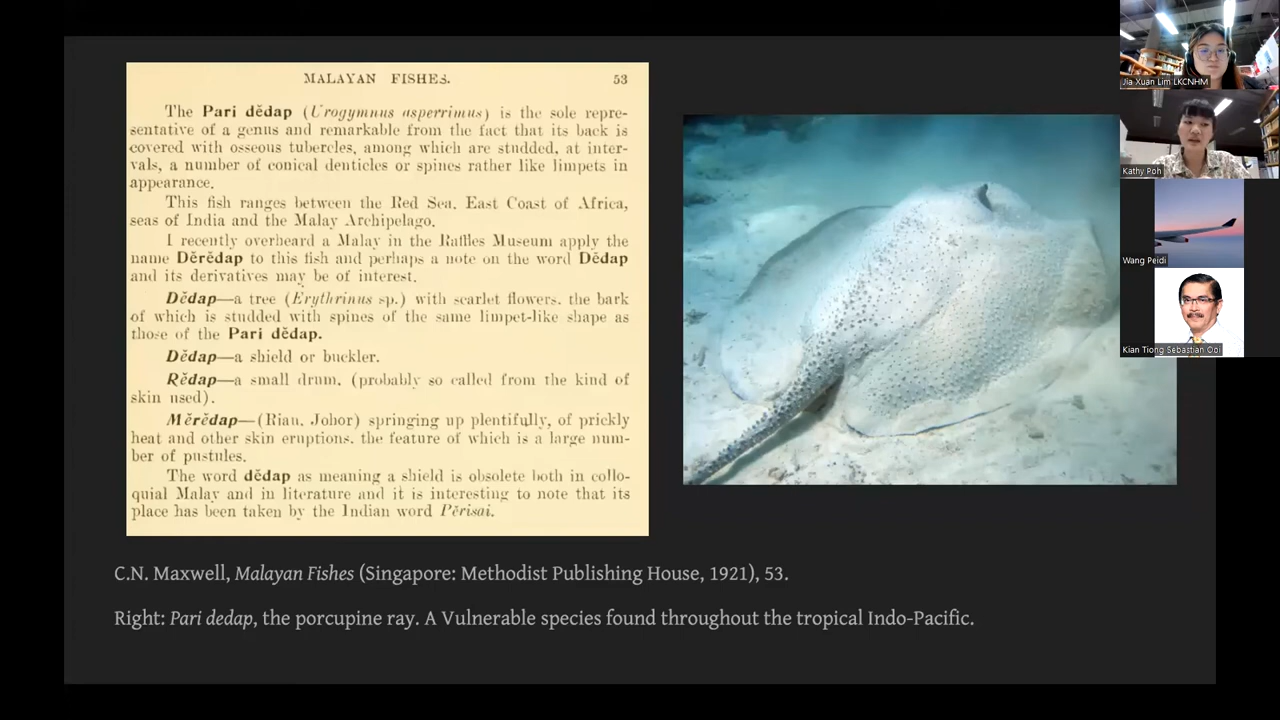 MALAYAN FISHES. 53
The Pari dĕdap (Urogymnus asperrimus) is the sole repre-
sentative of a genus and remarkable from the fact that its back is
covered with osseous tubercles, among which are studded, at inter-
vals, a number of conical denticles or spines rather like limpets in
appearance.
This fish ranges between the Red Sea, East Coast of Africa,
seas of India and the Malay Archipelago.
I recently overheard a Malay in the Raffles Museum apply the
name Dĕrĕdap to this fish and perhaps a note on the word Dĕdap
and its derivatives may be of interest.
Dĕdap—a tree (Erythrinus sp.) with scarlet flowers, the bark
of which is studded with spines of the same limpet-like shape as
those of the Pari dĕdap.
Dĕdap—a shield or buckler.
Rĕdap—a small drum, (probably so called from the kind of
skin used).
Mĕrĕdap—(Rian, Johor) springing up plentifully, of prickly
heat and other skin eruptions, the feature of which is a large num-
ber of pustules.
The word dĕdap as meaning a shield is obsolete both in collo-
quial Malay and in literature and it is interesting to note that its
place has been taken by the Indian word Pĕrisai.
C.N. Maxwell, Malayan Fishes (Singapore: Methodist Publishing House, 1921), 53.
Right: Pari dedap, the porcupine ray. A Vulnerable species found throughout the tropical Indo-Pacific.
Jia Xuan Lim LKCNHM
Kathy Poh
Wang Peidi
Kian Tiong Sebastian Ooi